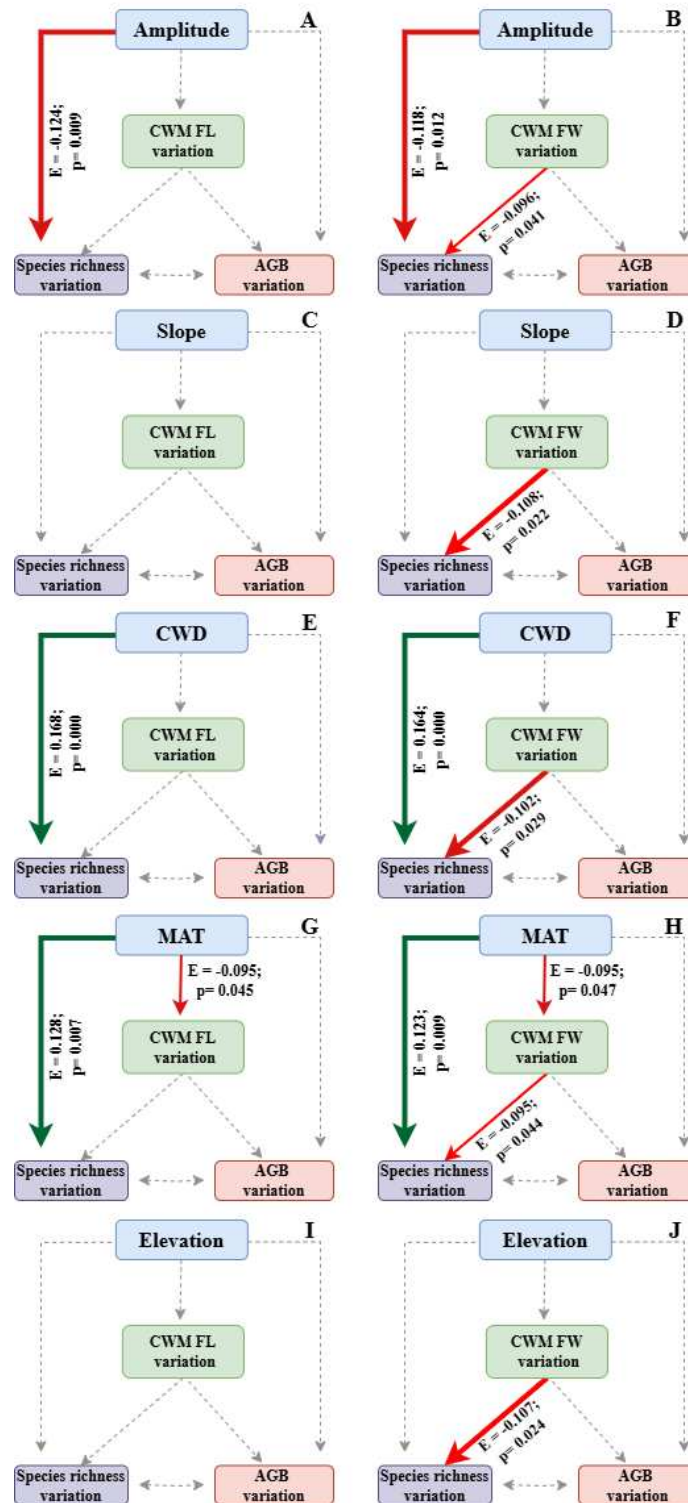 Amplitude
A
E = -0.124;
p= 0.009
CWM FL
variation
Species richness
variation
AGB
variation
Amplitude
B
E = -0.118;
p = 0.012
CWM FW
variation
E = -0.096;
p= 0.041
Species richness
variation
AGB
variation
Slope
C
CWM FL
variation
Species richness
variation
AGB
variation
Slope
D
CWM FW
variation
E = -0.108;
p= 0.022
Species richness
variation
AGB
variation
CWD
E
E = 0.168;
p= 0.000
CWM FL
variation
Species richness
variation
AGB
variation
CWD
F
E = 0.164;
p= 0.000
CWM FW
variation
E = -0.102;
p= 0.029
Species richness
variation
AGB
variation
MAT
G
E = -0.095;
p= 0.045
E = 0.128;
p= 0.007
CWM FL
variation
Species richness
variation
AGB
variation
MAT
H
E = -0.095;
p= 0.047
E = 0.123;
p= 0.009
CWM FW
variation
E = -0.095;
p= 0.044
Species richness
variation
AGB
variation
Elevation
I
CWM FL
variation
Species richness
variation
AGB
variation
Elevation
J
CWM FW
variation
E = -0.107;
p= 0.024
Species richness
variation
AGB
variation